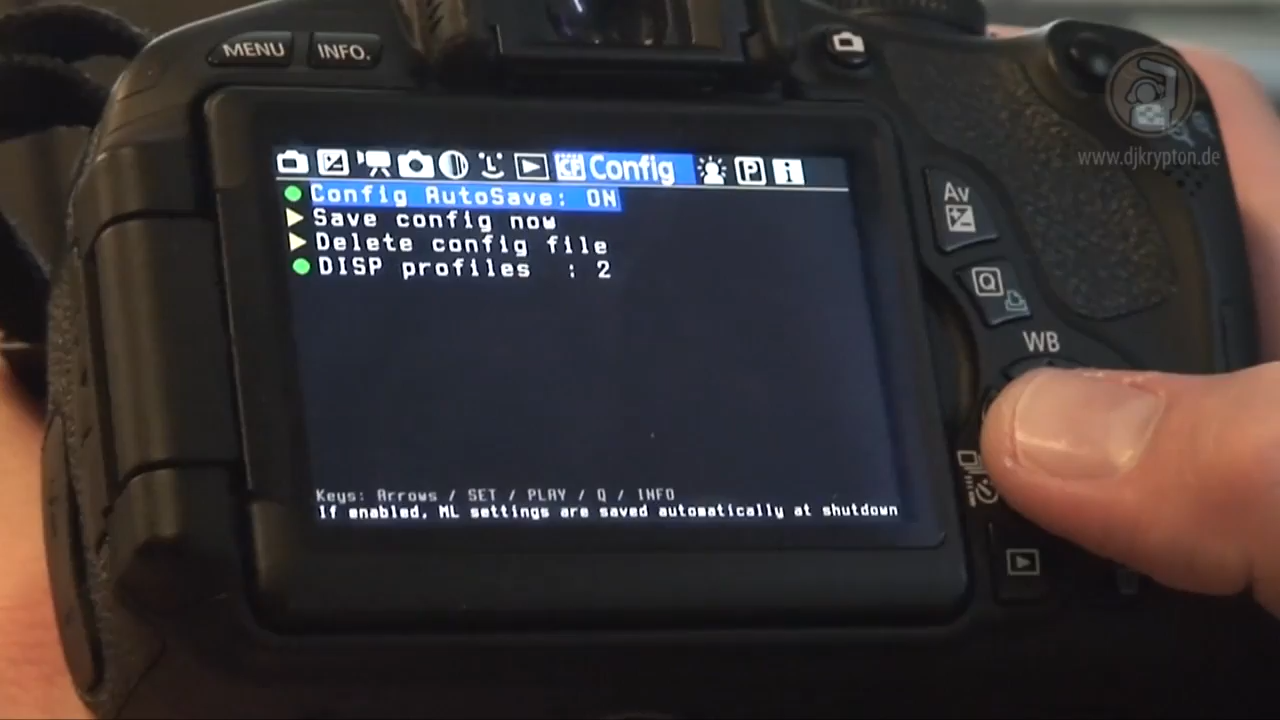 MENU INFO.
www.djkrypton.de
Config
Config AutoSave: ON
Save config now
Delete config file
DISP profiles : 2
Keys: Arrows / SET / PLAY / Q / INFO
If enabled, ML settings are saved automatically at shutdown
Av
Q
WB